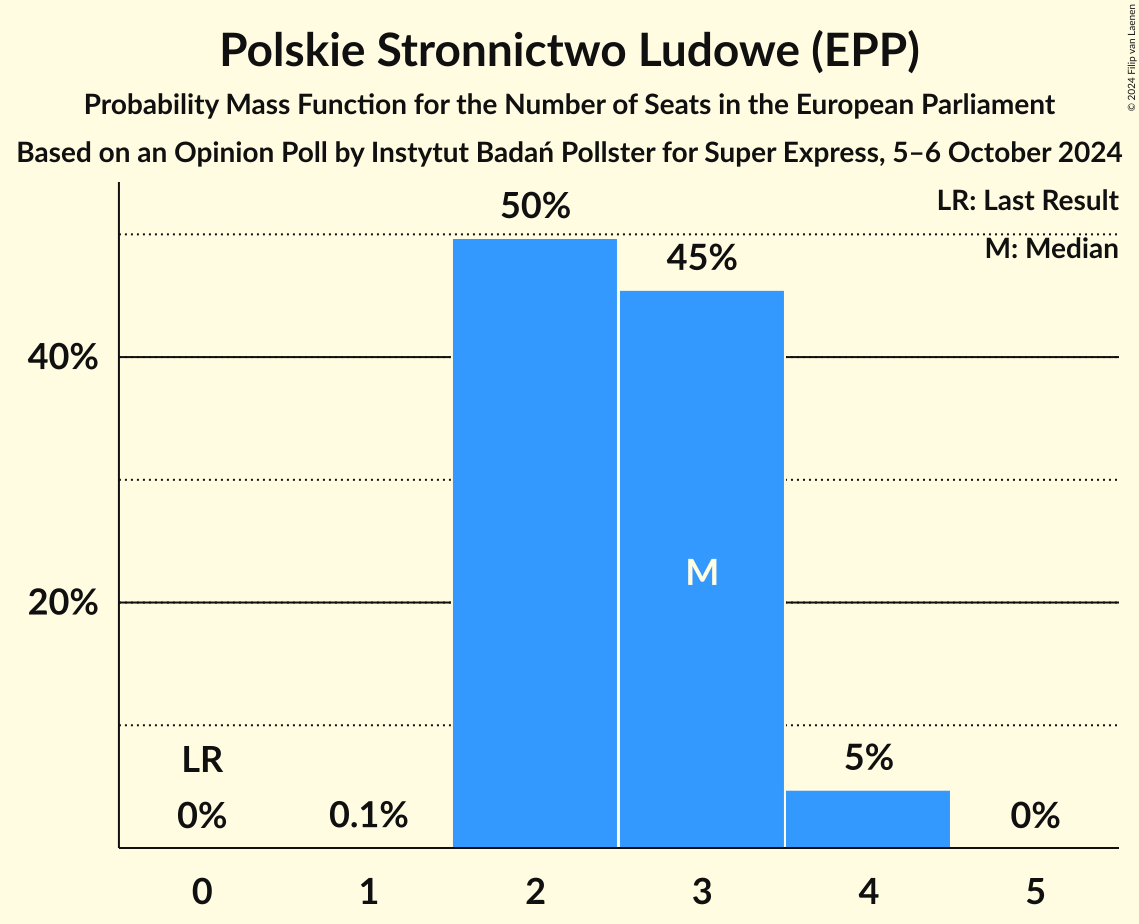 Polskie Stronnictwo Ludowe (EPP)
Probability Mass Function for the Number of Seats in the European Parliament
Based on an Opinion Poll by Instytut Badań Pollster for Super Express, 5–6 October 2024
© 2024 Filip van Laenen
LR: Last Result
M: Median
50%
45%
40%
M
20%
LR
0%
0.1%
5%
0%
0
1
2
3
4
5